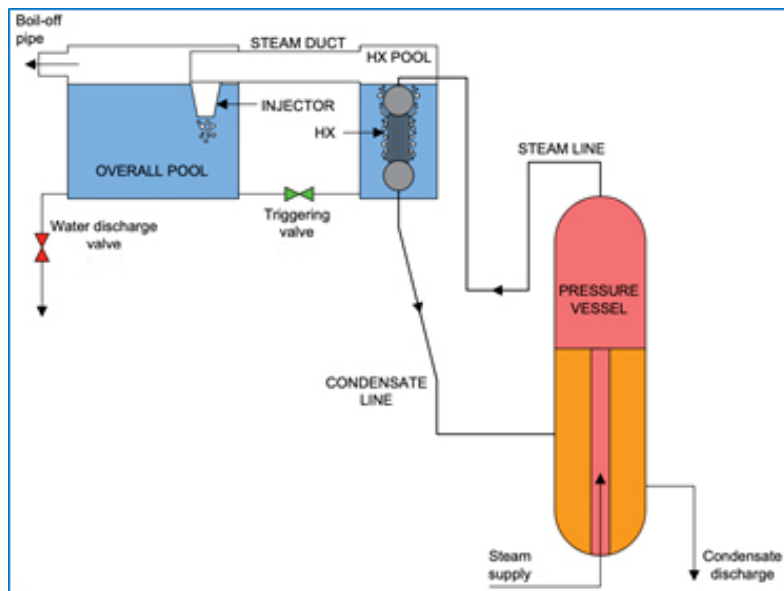 Boil-off
pipe
STEAM DUCT
HX POOL
INJECTOR
HX
OVERALL POOL
STEAM LINE
Water discharge
valve
Triggering
valve
PRESSURE
VESSEL
CONDENSATE
LINE
Steam
supply
Condensate
discharge